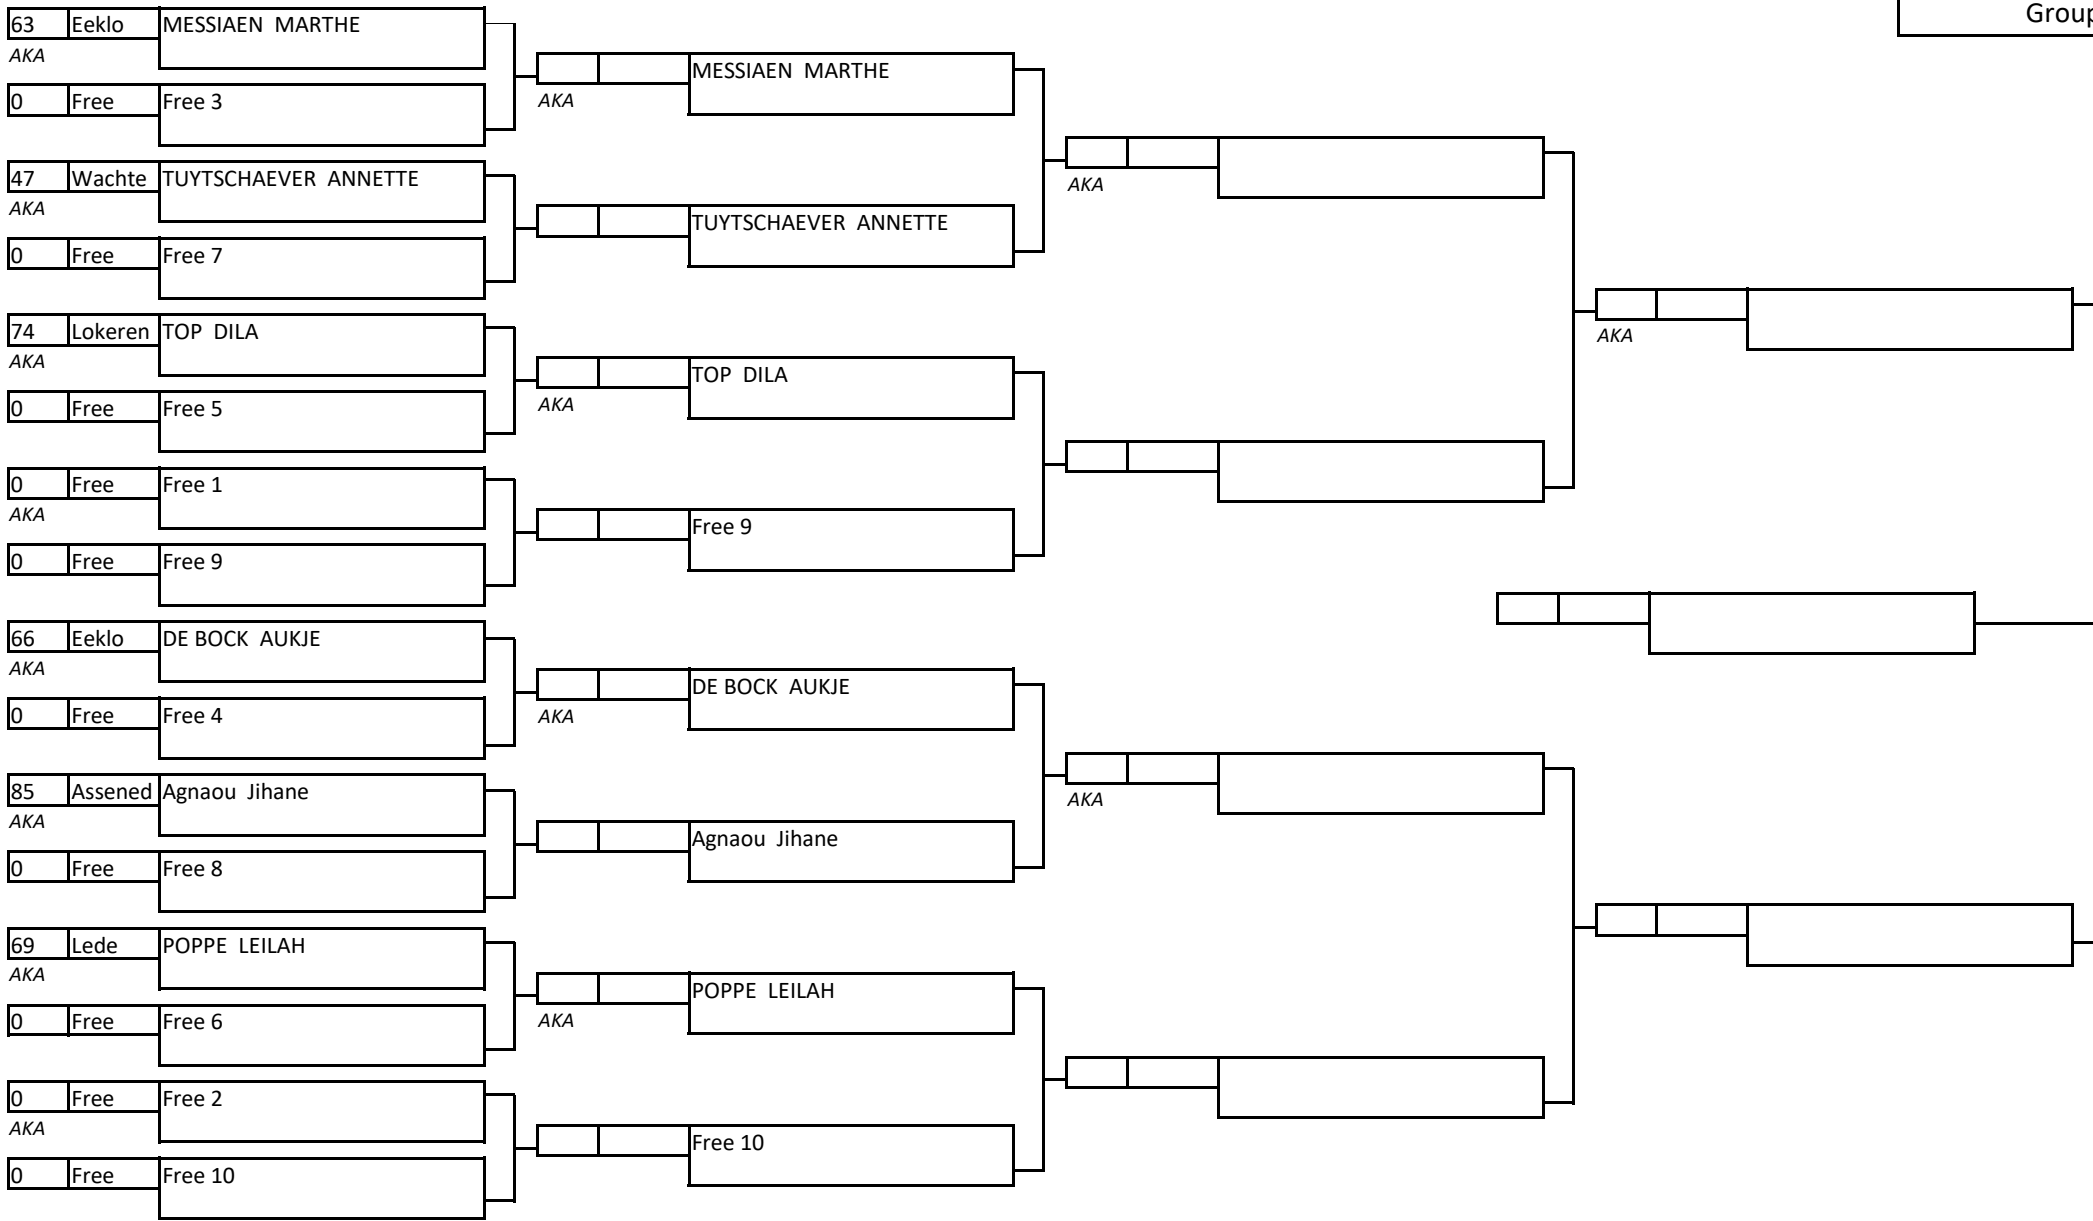 Group
63 Eeklo MESSIAEN MARTHE
AKA
0 Free Free 3
47 Wachte TUYTSCHAEVER ANNETTE
AKA
0 Free Free 7
74 Lokeren TOP DILA
AKA
0 Free Free 5
0 Free Free 1
AKA
0 Free Free 9
66 Eeklo DE BOCK AUKJE
AKA
0 Free Free 4
85 Assened Agnaou Jihane
AKA
0 Free Free 8
69 Lede POPPE LEILAH
AKA
0 Free Free 6
0 Free Free 2
AKA
0 Free Free 10
MESSIAEN MARTHE
AKA
TUYTSCHAEVER ANNETTE
TOP DILA
AKA
Free 9
DE BOCK AUKJE
AKA
Agnaou Jihane
POPPE LEILAH
AKA
Free 10
AKA
AKA
AKA